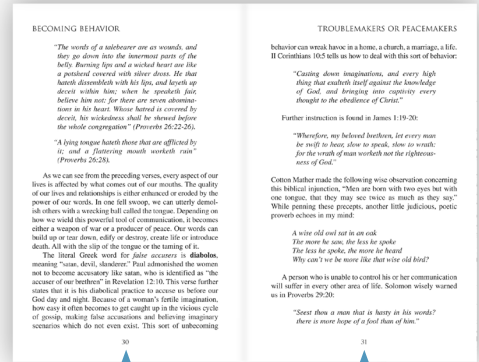 BECOMING BEHAVIOR
"The words of a talebearer are as wounds, and
they go down into the innermost parts of the
belly. Burning lips and a wicked heart are like
a potsherd covered with silver dross. He that
hateth dissembleth with his lips, and layeth up
deceit within him; when he speaketh fair,
believe him not: for there are seven abomina-
tions in his heart. Whose hatred is covered by
deceit, his wickedness shall be shewed before
the whole congregation" (Proverbs 26:22-26).
"A lying tongue hateth those that are afflicted by
it; and a flattering mouth worketh ruin"
(Proverbs 26:28).
As we can see from the preceding verses, every aspect of our
lives is affected by what comes out of our mouths. The quality
of our lives and relationships is either enhanced or eroded by the
power of our words. In one fell swoop, we can utterly demol-
ish others with a wrecking ball called the tongue. Depending on
how we wield this powerful tool of communication, it becomes
either a weapon of war or a producer of peace. Our words can
build up or tear down, edify or destroy, create life or introduce
death. All with the slip of the tongue or the taming of it.
The literal Greek word for false accusers is diabolos,
meaning "satan, devil, slanderer." Paul admonished the women
not to become accusatory like satan, who is identified as "the
accuser of our brethren" in Revelation 12:10. This verse further
states that it is his diabolical practice to accuse us before our
God day and night. Because of a woman's fertile imagination,
how easy it often becomes to get caught up in the vicious cycle
of gossip, making false accusations and believing imaginary
scenarios which do not even exist. This sort of unbecoming
30
TROUBLEMAKERS OR PEACEMAKERS
behavior can wreak havoc in a home, a church, a marriage, a life.
II Corinthians 10:5 tells us how to deal with this sort of behavior:
"Casting down imaginations, and every high
thing that exalteth itself against the knowledge
of God, and bringing into captivity every
thought to the obedience of Christ."
Further instruction is found in James 1:19-20:
"Wherefore, my beloved brethren, let every man
be swift to hear, slow to speak, slow to wrath:
for the wrath of man worketh not the righteous-
ness of God."
Cotton Mather made the following wise observation concerning
this biblical injunction, "Men are born with two eyes but with
one tongue, that they may see twice as much as they say."
While penning these precepts, another little judicious, poetic
proverb echoes in my mind:
A wise old owl sat in an oak
The more he saw, the less he spoke
The less he spoke, the more he heard
Why can't we be more like that wise old bird?
A person who is unable to control his or her communication
will suffer in every other area of life. Solomon wisely warned
us in Proverbs 29:20:
"Seest thou a man that is hasty in his words?
there is more hope of a fool than of him."
31